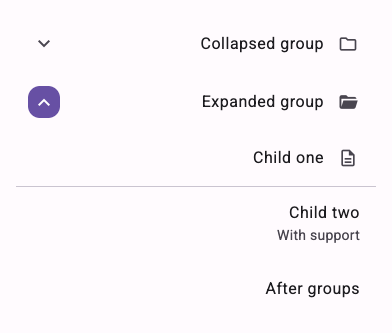 Collapsed group
Expanded group
Child one
Child two
With support
After groups